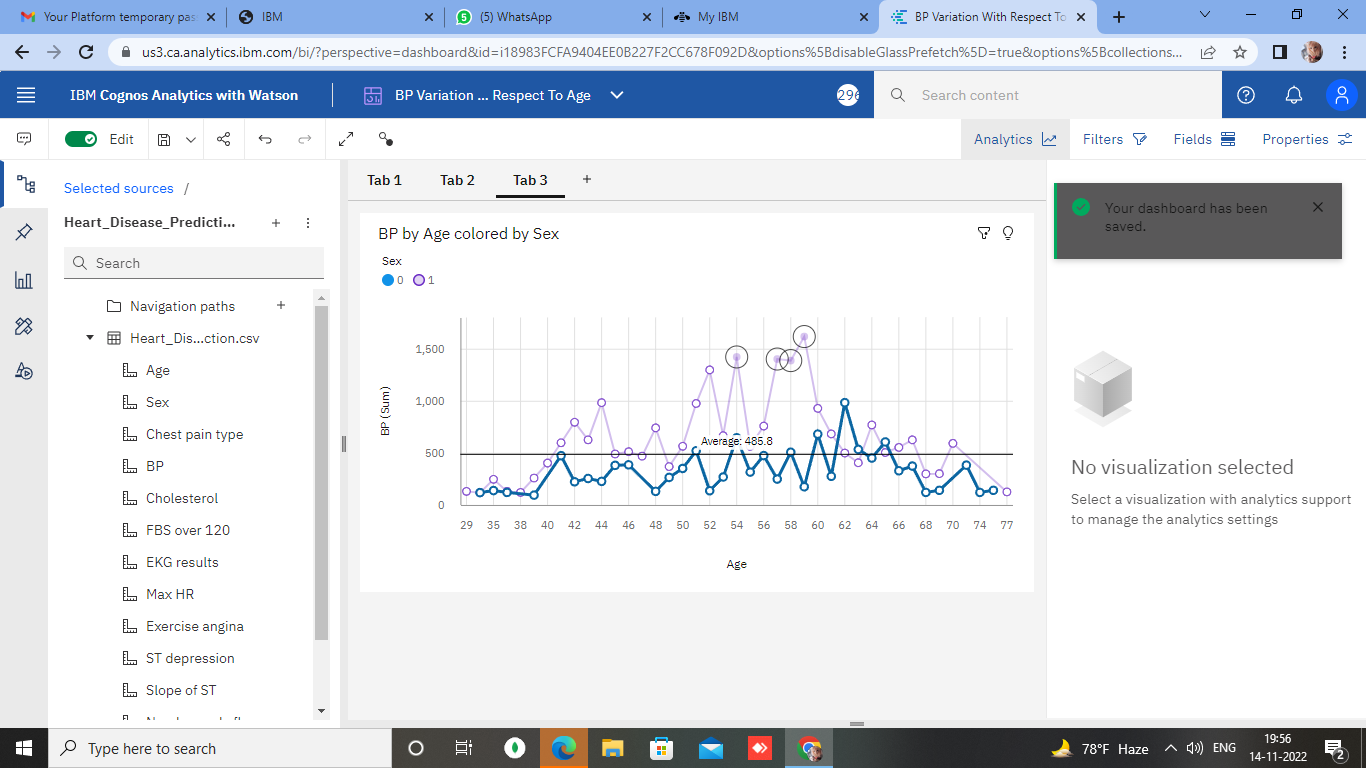 Your Platform temporary pas
IBM
(5) WhatsApp
My IBM
BP Variation With Respect To
us3.ca.analytics.ibm.com/bi/?perspective=dashboard&id=i18983FCFA9404EE0B227F2CC678F092D&options%5BdisableGlassPrefetch%5D=true&options%5Bcollections...
IBM Cognos Analytics with Watson
BP Variation ... Respect To Age
296
Search content
Edit
Analytics
Filters
Fields
Properties
Selected sources /
Heart_Disease_Predicti...
Search
Navigation paths
Heart_Dis...ction.csv
Age
Sex
Chest pain type
BP
Cholesterol
FBS over 120
EKG results
Max HR
Exercise angina
ST depression
Slope of ST
Tab 1
Tab 2
Tab 3
BP by Age colored by Sex
Sex
0
1
BP (Sum)
1,500
1,000
500
0
Average: 485.8
29 35 38 40 42 44 46 48 50 52 54 56 58 60 62 64 66 68 70 74 77
Age
Your dashboard has been
saved.
No visualization selected
Select a visualization with analytics support
to manage the analytics settings
Type here to search
78°F Haze
ENG
19:56
14-11-2022
2